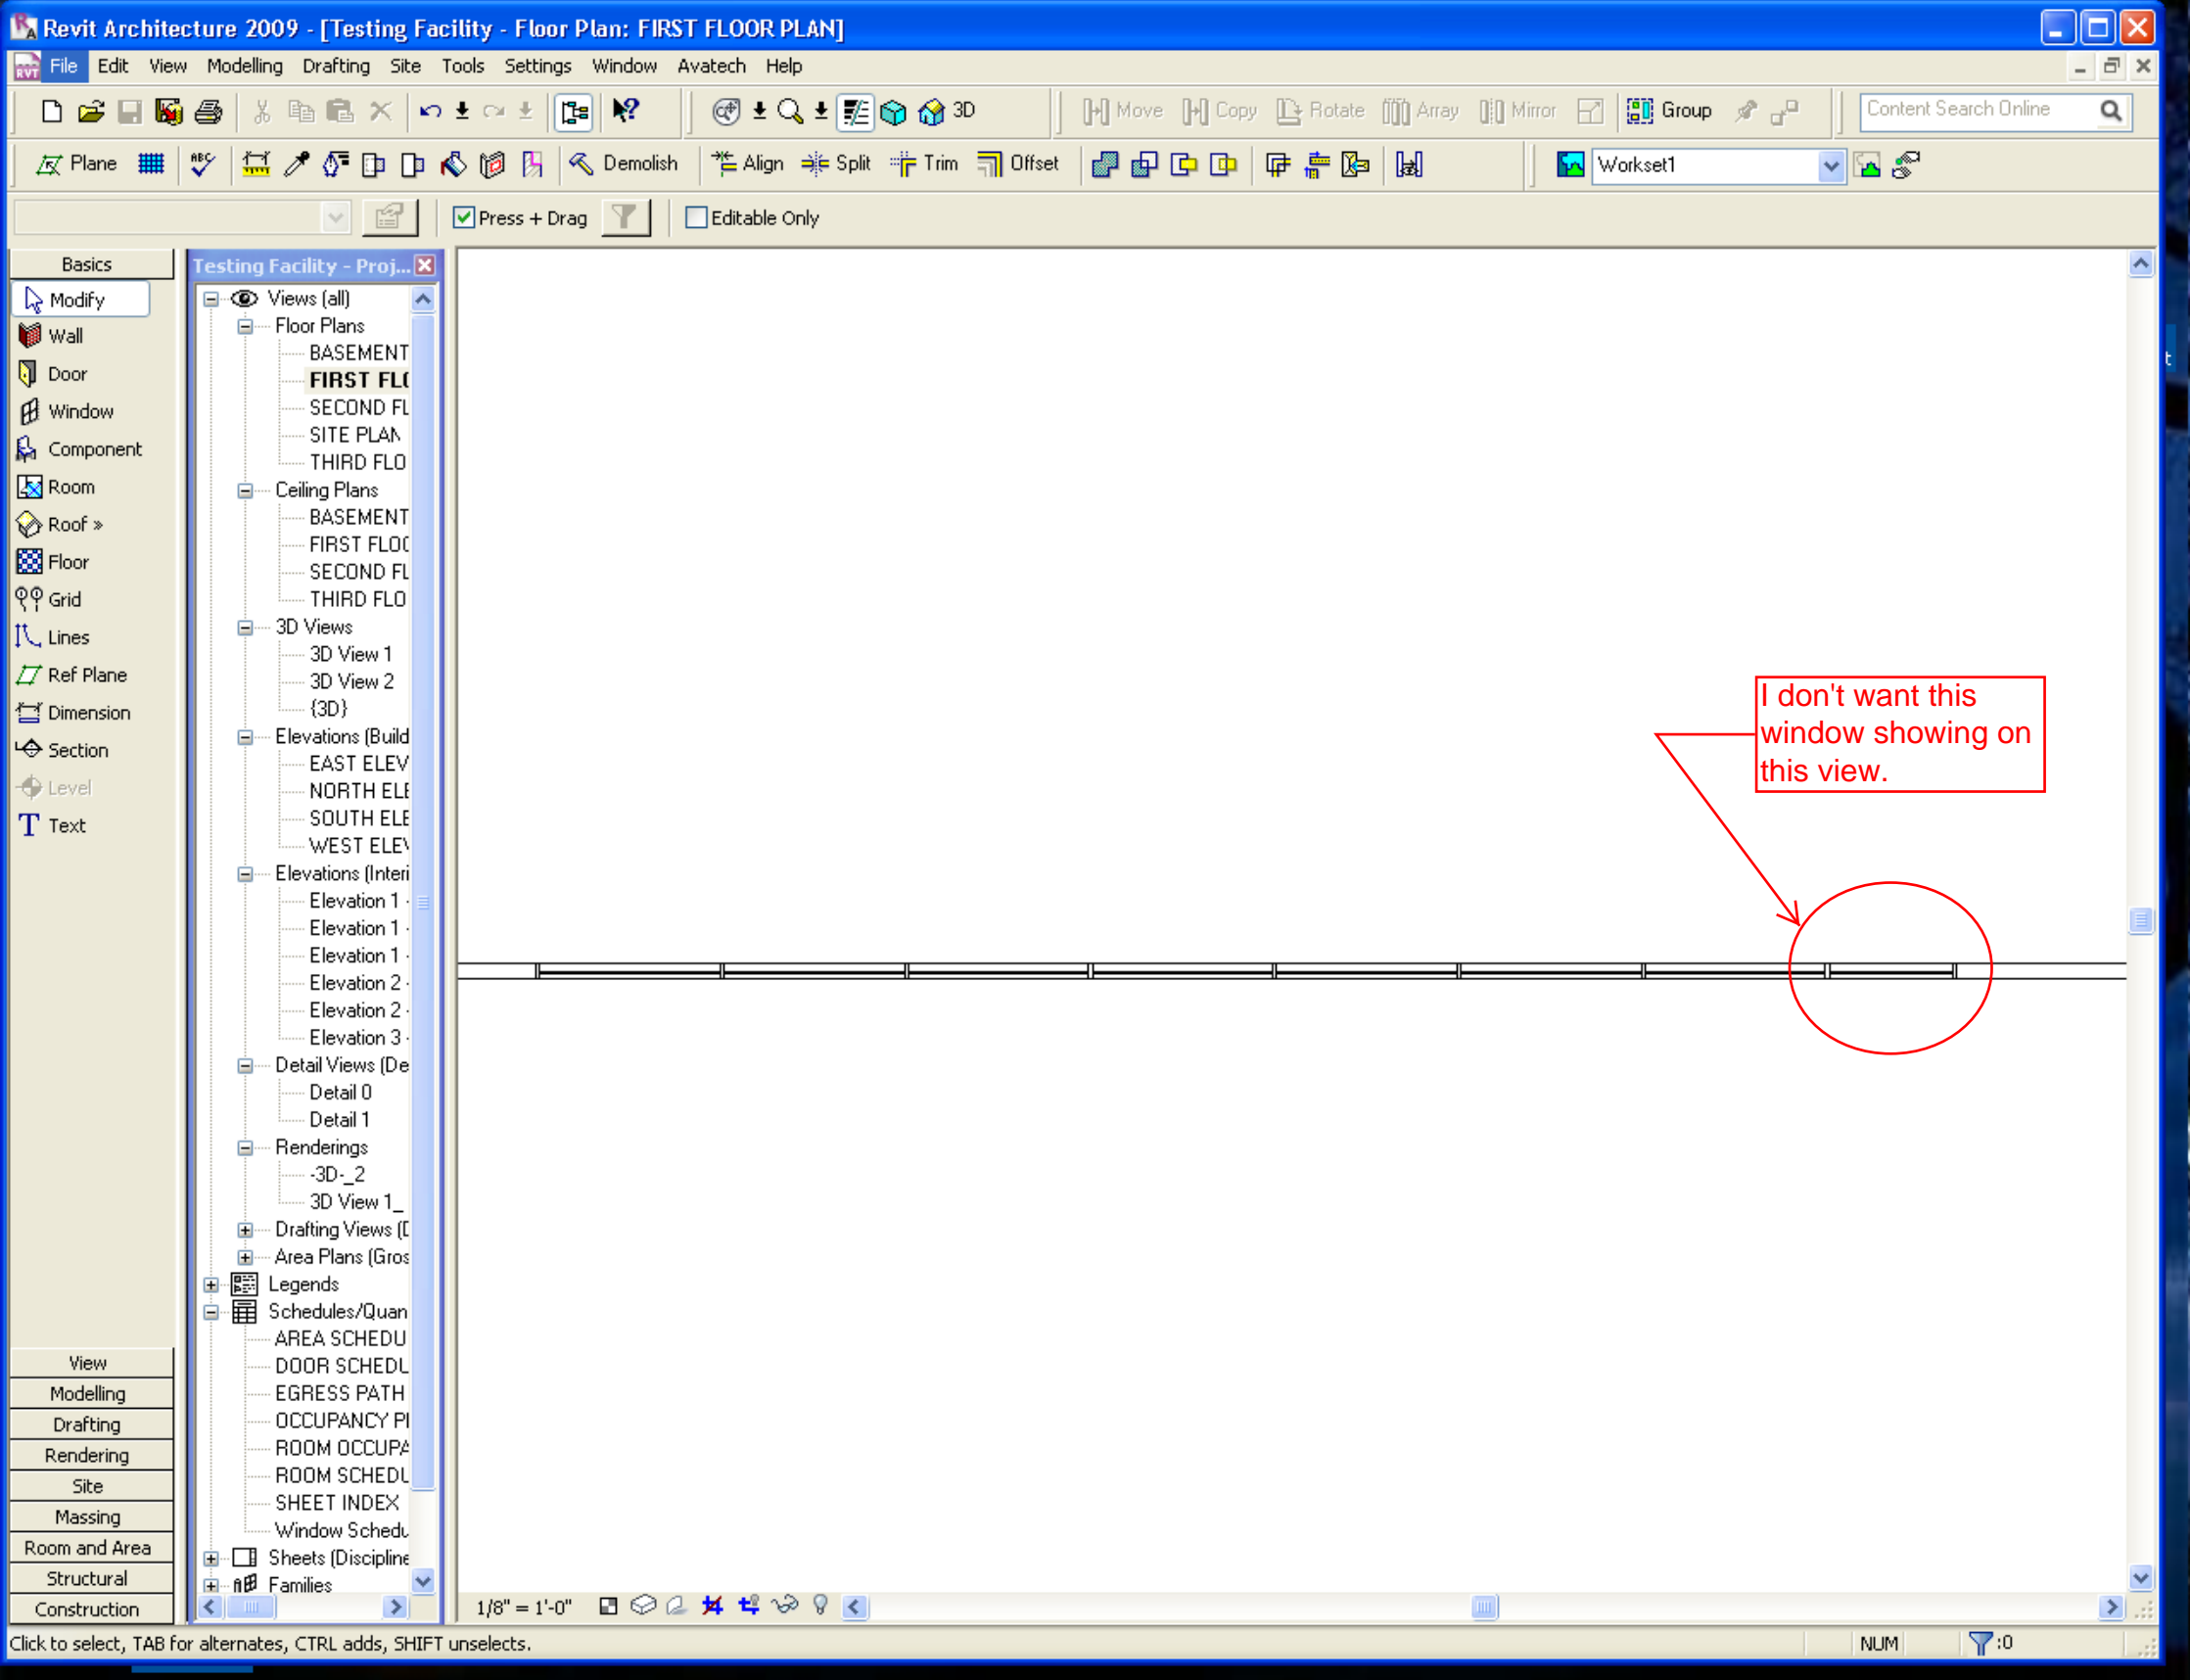 Revit Architecture 2009 - [Testing Facility - Floor Plan: FIRST FLOOR PLAN]
File Edit View Modelling Drafting Site Tools Settings Window Avatech Help
3D Move Copy Rotate Array Mirror Group Content Search Online
Plane Demolish Align Split Trim Offset Workset1
Press + Drag Editable Only
Basics
Modify
Wall
Door
Window
Component
Room
Roof »
Floor
Grid
Lines
Ref Plane
Dimension
Section
Level
T Text
View
Modelling
Drafting
Rendering
Site
Massing
Room and Area
Structural
Construction
Testing Facility - Proj...
Views (all)
Floor Plans
BASEMENT
FIRST FLO
SECOND FL
SITE PLAN
THIRD FLO
Ceiling Plans
BASEMENT
FIRST FLOO
SECOND FL
THIRD FLO
3D Views
3D View 1
3D View 2
{3D}
Elevations (Build
EAST ELEV
NORTH ELE
SOUTH ELE
WEST ELEV
Elevations (Interi
Elevation 1 -
Elevation 1 -
Elevation 1 -
Elevation 2 -
Elevation 2 -
Elevation 3 -
Detail Views (De
Detail 0
Detail 1
Renderings
-3D-_2
3D View 1_
Drafting Views (D
Area Plans (Gros
Legends
Schedules/Quan
AREA SCHEDU
DOOR SCHEDU
EGRESS PATH
OCCUPANCY Pl
ROOM OCCUPA
ROOM SCHEDU
SHEET INDEX
Window Schedu
Sheets (Discipline
Families
I don't want this
window showing on
this view.
1/8" = 1'-0"
Click to select, TAB for alternates, CTRL adds, SHIFT unselects.
NUM :0